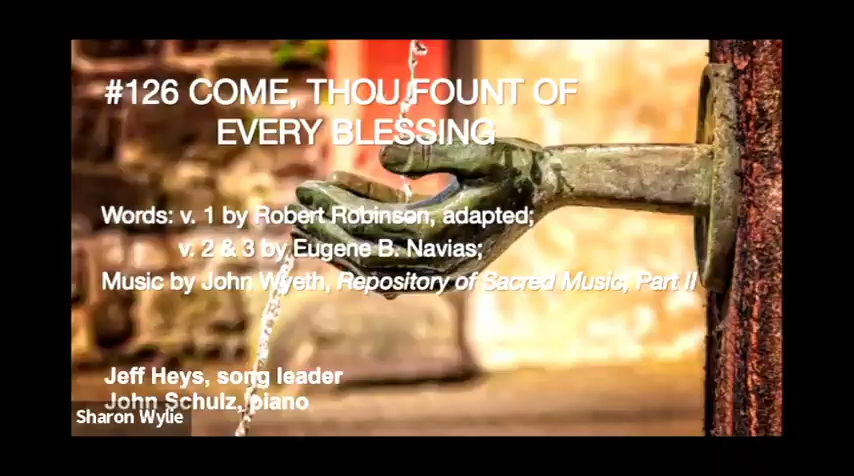 #126 COME, THOU FOUNT OF
EVERY BLESSING
Words: v. 1 by Robert Robinson, adapted;
v. 2 & 3 by Eugene B. Navias;
Music by John Wyeth, Repository of Sacred Music, Part II
Jeff Heys, song leader
John Schulz, piano
Sharon Wylie